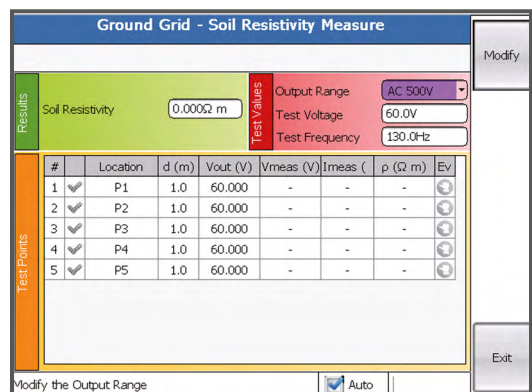 Ground Grid - Soil Resistivity Measure
Modify
Results
Soil Resistivity 0.000Ω m
Test Values
Output Range AC 500V
Test Voltage 60.0V
Test Frequency 130.0Hz
Test Points
# Location d (m) Vout (V) Vmeas (V) Imeas ( ρ (Ω m) Ev
1 P1 1.0 60.000 - - -
2 P2 1.0 60.000 - - -
3 P3 1.0 60.000 - - -
4 P4 1.0 60.000 - - -
5 P5 1.0 60.000 - - -
Exit
Modify the Output Range Auto